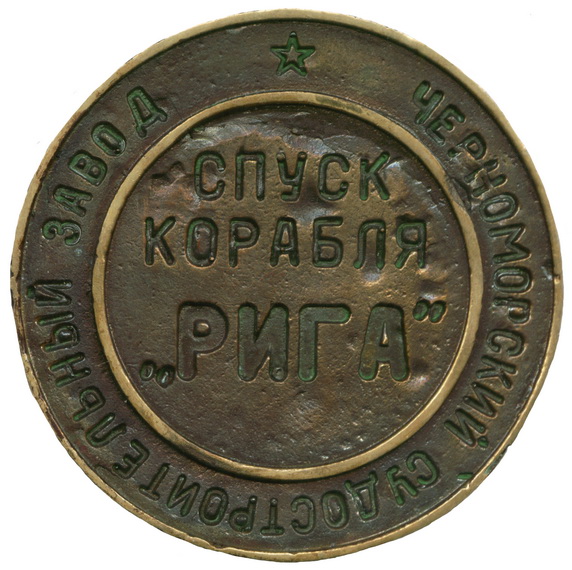 ЧЕРНОМОРСКИЙ СУДОСТРОИТЕЛЬНЫЙ ЗАВОД
СПУСК
КОРАБЛЯ
„РИГА”